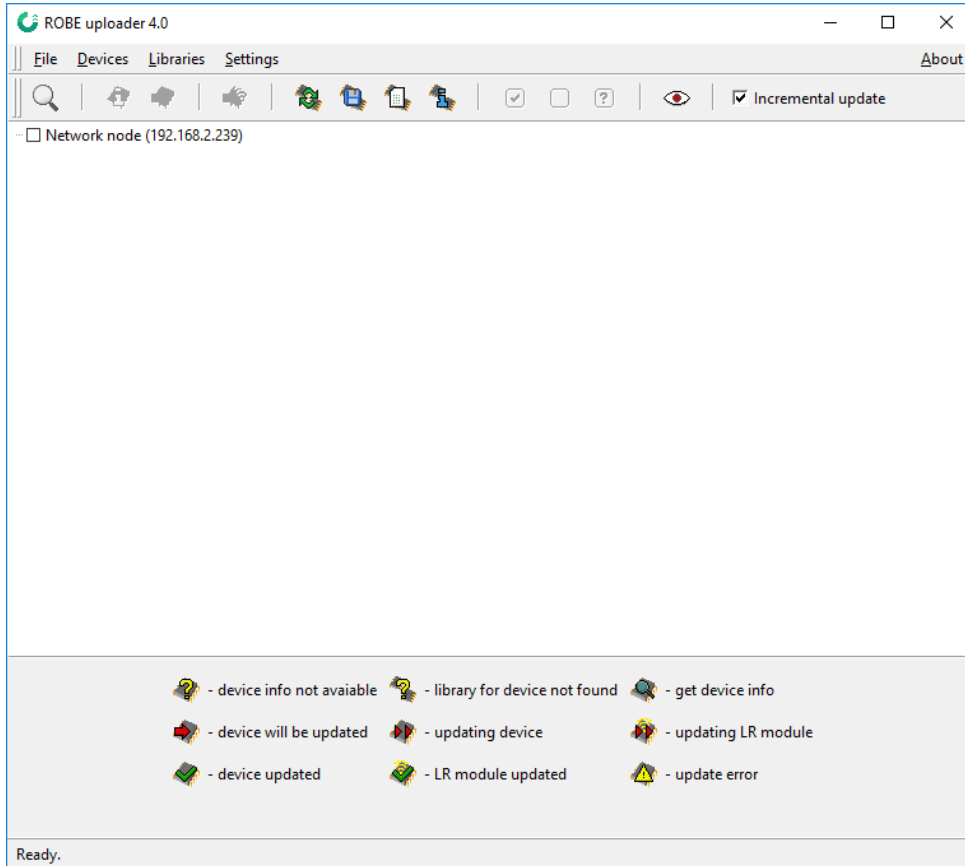 ROBE uploader 4.0
File Devices Libraries Settings About
Incremental update
Network node (192.168.2.239)
- device info not avaiable - library for device not found - get device info
- device will be updated - updating device - updating LR module
- device updated - LR module updated - update error
Ready.